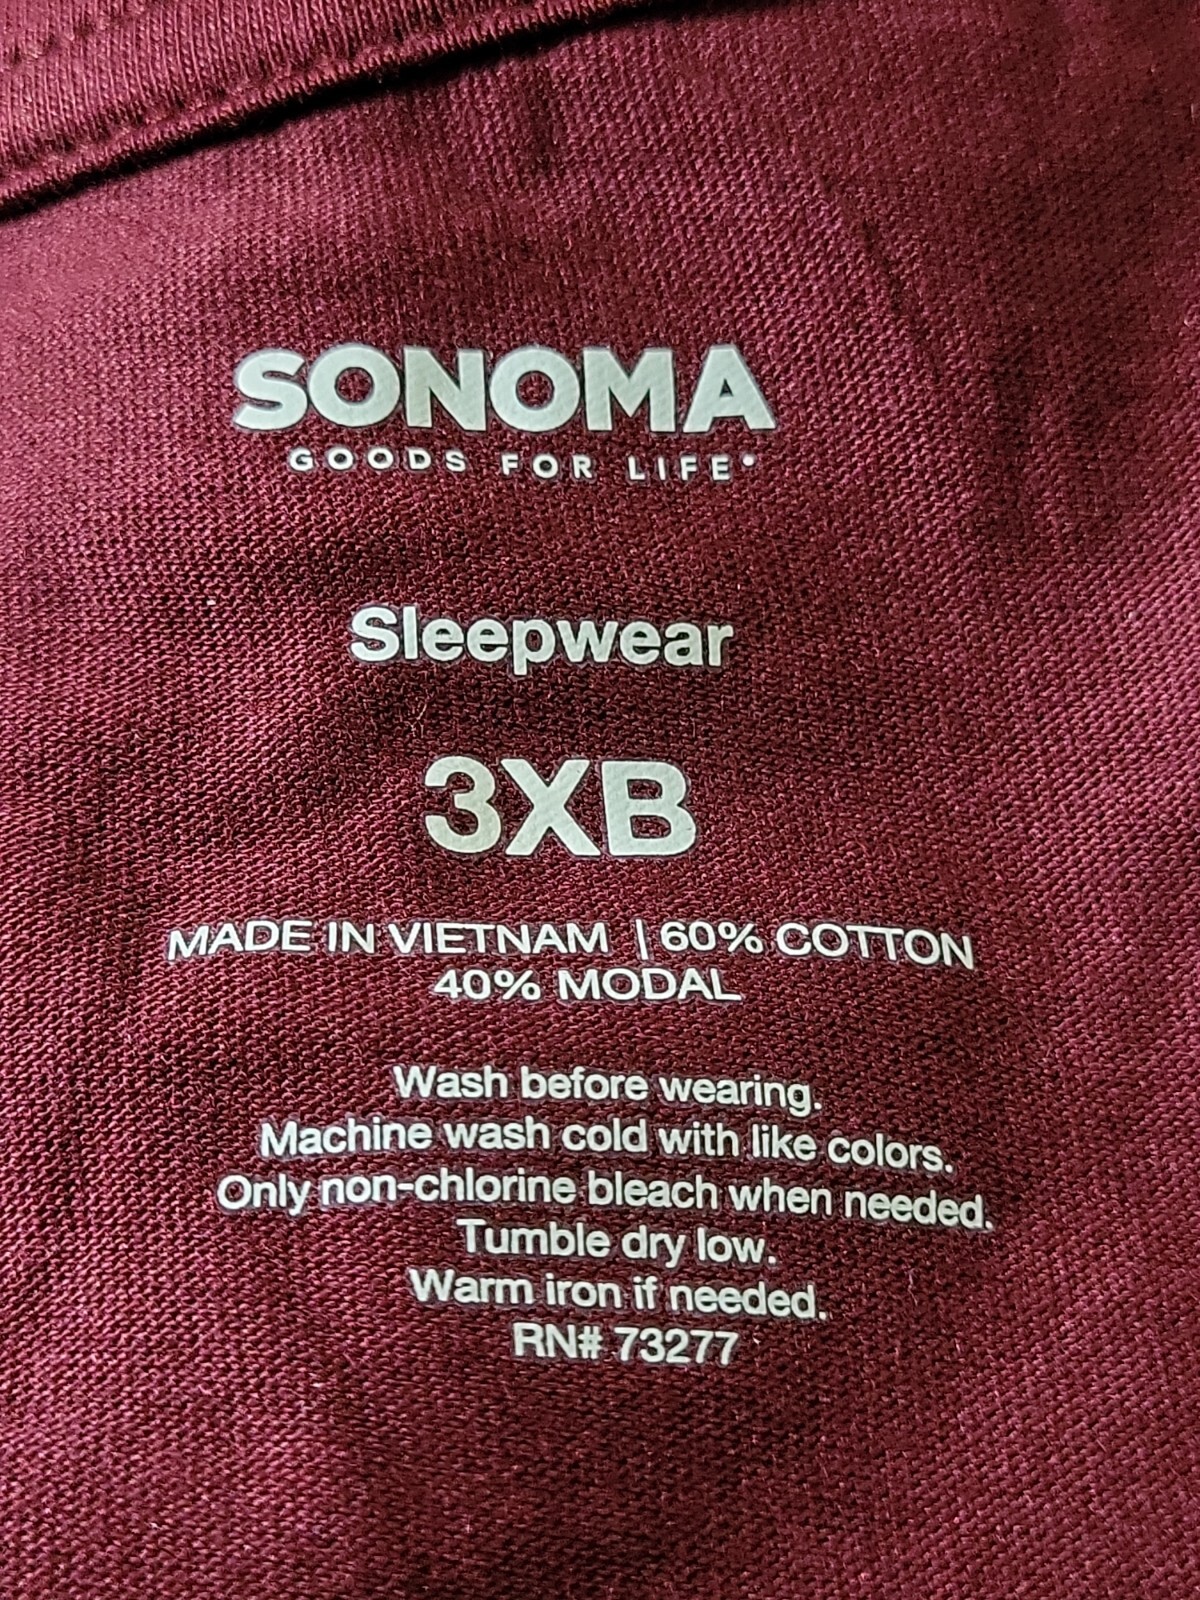 SONOMA
GOODS FOR LIFE®
Sleepwear
3XB
MADE IN VIETNAM | 60% COTTON
40% MODAL
Wash before wearing.
Machine wash cold with like colors.
Only non-chlorine bleach when needed.
Tumble dry low.
Warm iron if needed.
RN# 73277